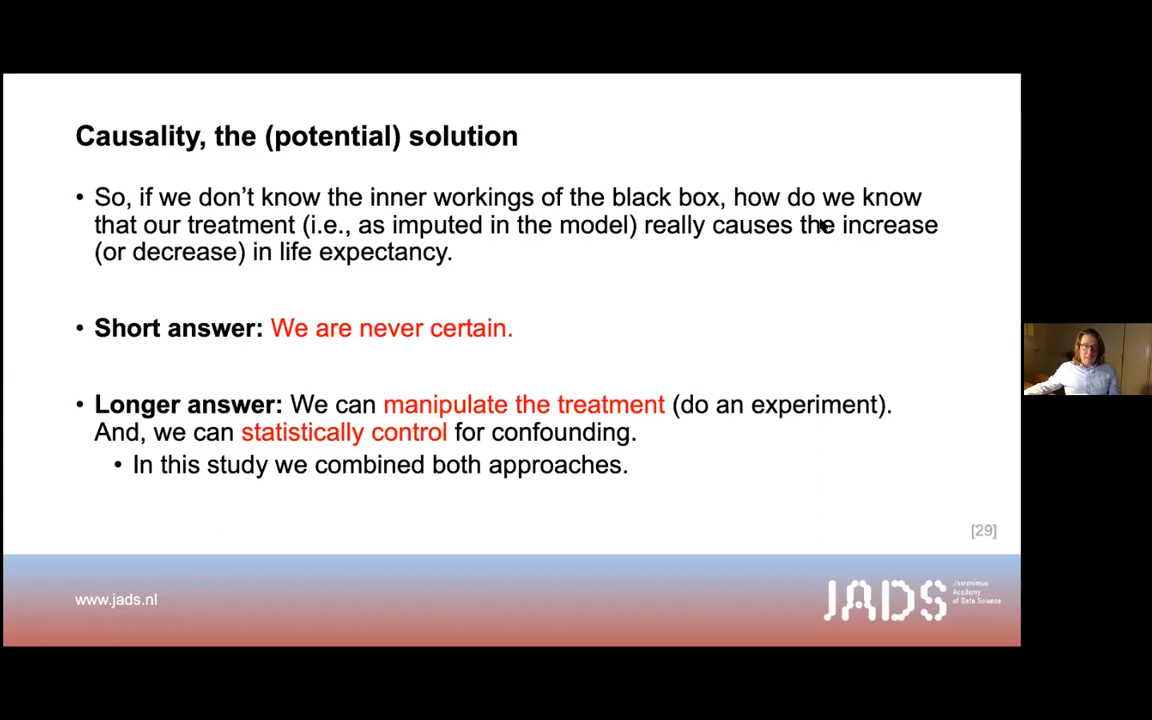 Causality, the (potential) solution
• So, if we don't know the inner workings of the black box, how do we know
that our treatment (i.e., as imputed in the model) really causes the increase
(or decrease) in life expectancy.
• Short answer: We are never certain.
• Longer answer: We can manipulate the treatment (do an experiment).
And, we can statistically control for confounding.
• In this study we combined both approaches.
[29]
www.jads.nl
JADS
Jheronimus
Academy
of Data Science